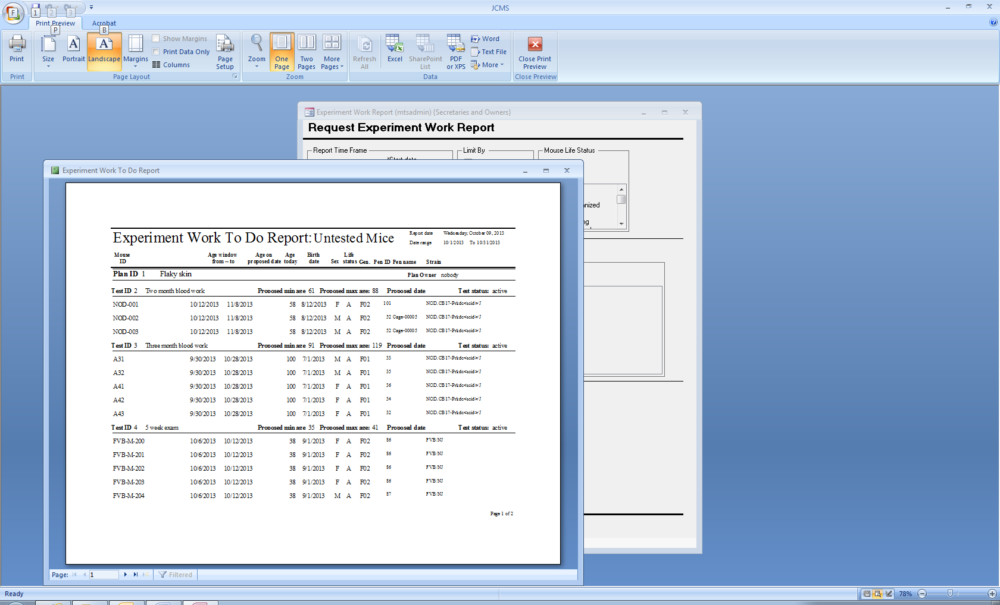 JCMS
F
1
2
3
Print Preview
Acrobat
P
B
Print
Size
Portrait
Landscape
Margins
Show Margins
Print Data Only
Columns
Page Setup
Zoom
One Page
Two Pages
More Pages
Refresh All
Excel
SharePoint List
PDF or XPS
Word
Text File
More
Close Print Preview
Print
Page Layout
Zoom
Data
Close Preview
Experiment Work Report (mtsadmin) {Secretaries and Owners}
Request Experiment Work Report
Report Time Frame
Limit By
Mouse Life Status
*Start date
nized
ng
Experiment Work To Do Report
Experiment Work To Do Report: Untested Mice
Report date Wednesday, October 09, 2013
Date range 10/1/2013 To 10/31/2013
Mouse ID Age window from -- to Age on proposed date Age today Birth date Sex Life status Gen. Pen ID Pen name Strain
Plan ID 1 Flaky skin Plan Owner nobody
Test ID 2 Two month blood work Proposed min age 61 Proposed max age: 88 Proposed date Test status: active
NOD-001 10/12/2013 11/8/2013 58 8/12/2013 F A F02 101 NOD.CB17-Prkdc<scid>/J
NOD-002 10/12/2013 11/8/2013 58 8/12/2013 M A F02 52 Cage-00005 NOD.CB17-Prkdc<scid>/J
NOD-003 10/12/2013 11/8/2013 58 8/12/2013 M A F02 52 Cage-00005 NOD.CB17-Prkdc<scid>/J
Test ID 3 Three month blood work Proposed min age 91 Proposed max age: 119 Proposed date Test status: active
A31 9/30/2013 10/28/2013 100 7/1/2013 M A F01 33 NOD.CB17-Prkdc<scid>/J
A32 9/30/2013 10/28/2013 100 7/1/2013 M A F01 35 NOD.CB17-Prkdc<scid>/J
A41 9/30/2013 10/28/2013 100 7/1/2013 F A F01 36 NOD.CB17-Prkdc<scid>/J
A42 9/30/2013 10/28/2013 100 7/1/2013 F A F01 34 NOD.CB17-Prkdc<scid>/J
A43 9/30/2013 10/28/2013 100 7/1/2013 F A F01 32 NOD.CB17-Prkdc<scid>/J
Test ID 4 5 week exam Proposed min age 35 Proposed max age: 41 Proposed date Test status: active
FVB-M-200 10/6/2013 10/12/2013 38 9/1/2013 F A F02 86 FVB/NJ
FVB-M-201 10/6/2013 10/12/2013 38 9/1/2013 F A F02 86 FVB/NJ
FVB-M-202 10/6/2013 10/12/2013 38 9/1/2013 F A F02 86 FVB/NJ
FVB-M-203 10/6/2013 10/12/2013 38 9/1/2013 F A F02 86 FVB/NJ
FVB-M-204 10/6/2013 10/12/2013 38 9/1/2013 M A F02 87 FVB/NJ
Page 1 of 2
Page: 1 Filtered
Ready
78%